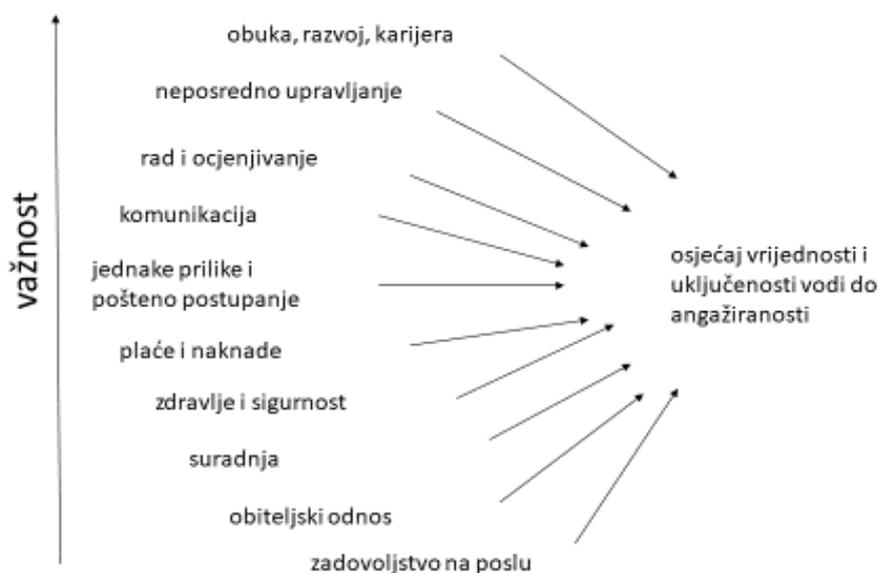 važnost
obuka, razvoj, karijera
neposredno upravljanje
rad i ocjenjivanje
komunikacija
jednake prilike i
pošteno postupanje
plaće i naknade
zdravlje i sigurnost
suradnja
obiteljski odnos
zadovoljstvo na poslu
osjećaj vrijednosti i
uključenosti vodi do
angažiranosti